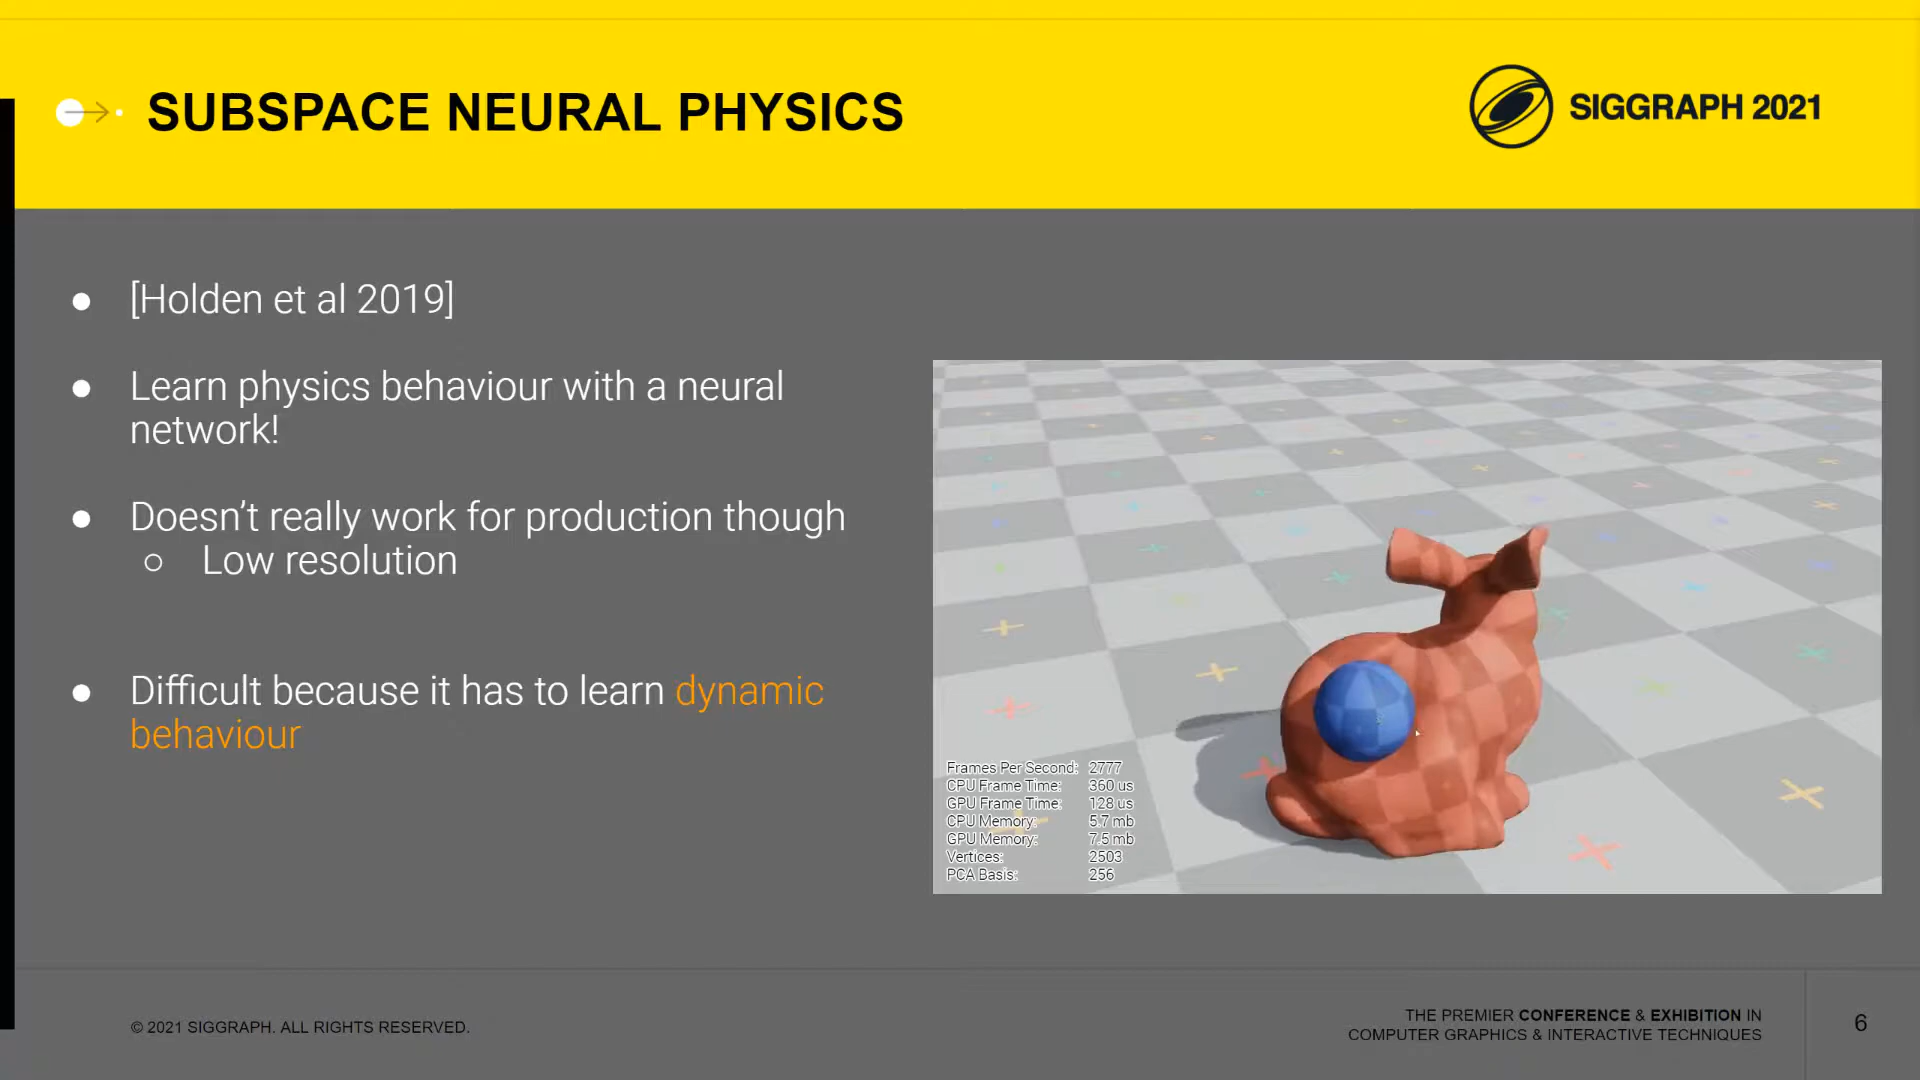 SUBSPACE NEURAL PHYSICS
SIGGRAPH 2021
● [Holden et al 2019]
● Learn physics behaviour with a neural
network!
● Doesn’t really work for production though
○ Low resolution
● Difficult because it has to learn dynamic
behaviour
Frames Per Second: 2777
CPU Frame Time: 360 us
GPU Frame Time: 128 us
CPU Memory: 5.7 mb
GPU Memory: 7.5 mb
Vertices: 2503
PCA Basis: 256
© 2021 SIGGRAPH. ALL RIGHTS RESERVED.
THE PREMIER CONFERENCE & EXHIBITION IN
COMPUTER GRAPHICS & INTERACTIVE TECHNIQUES
6